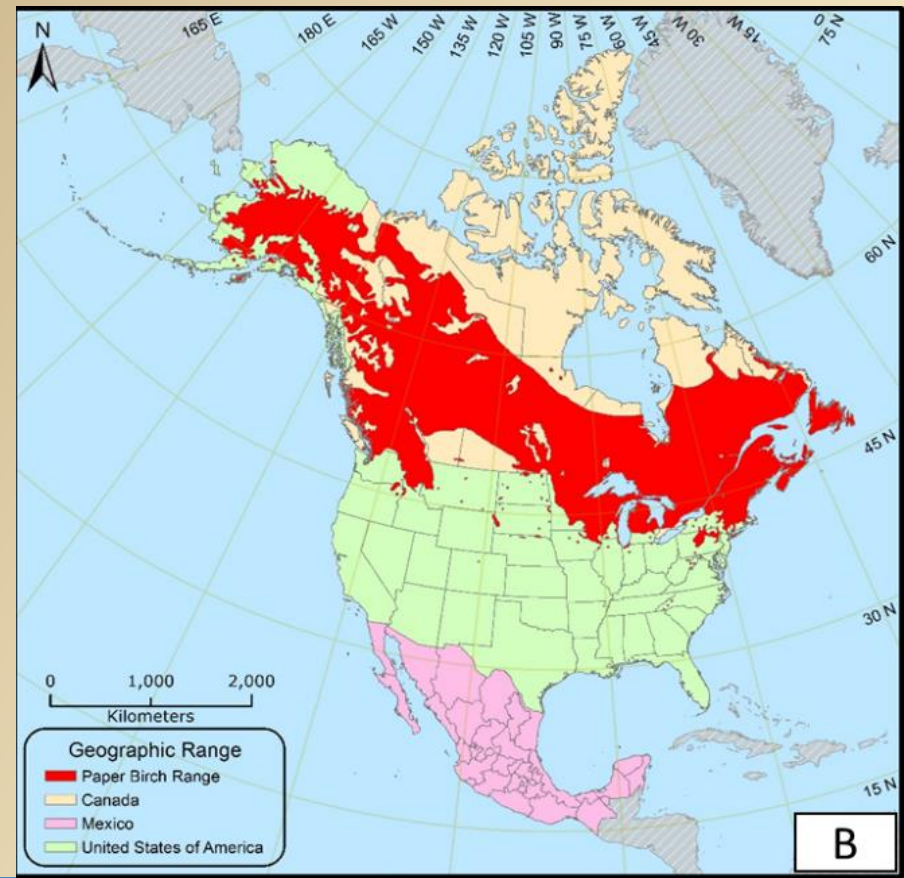 N
165 E
180 E
165 W
150 W
135 W
120 W
105 W
90 W
75 W
60 W
45 W
30 W
15 W
0 N
75 N
60 N
45 N
30 N
15 N
0 1,000 2,000
Kilometers
Geographic Range
Paper Birch Range
Canada
Mexico
United States of America
B